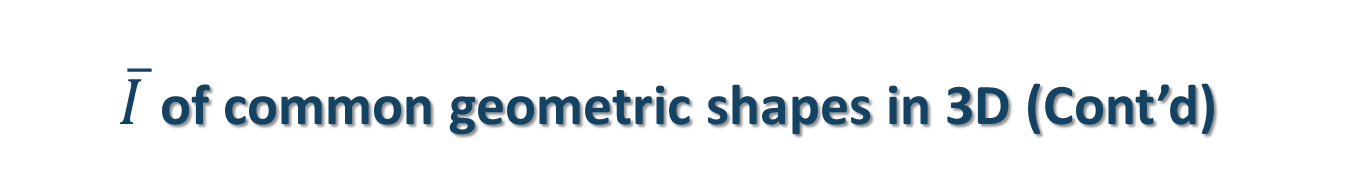 Ī of common geometric shapes in 3D (Cont’d)